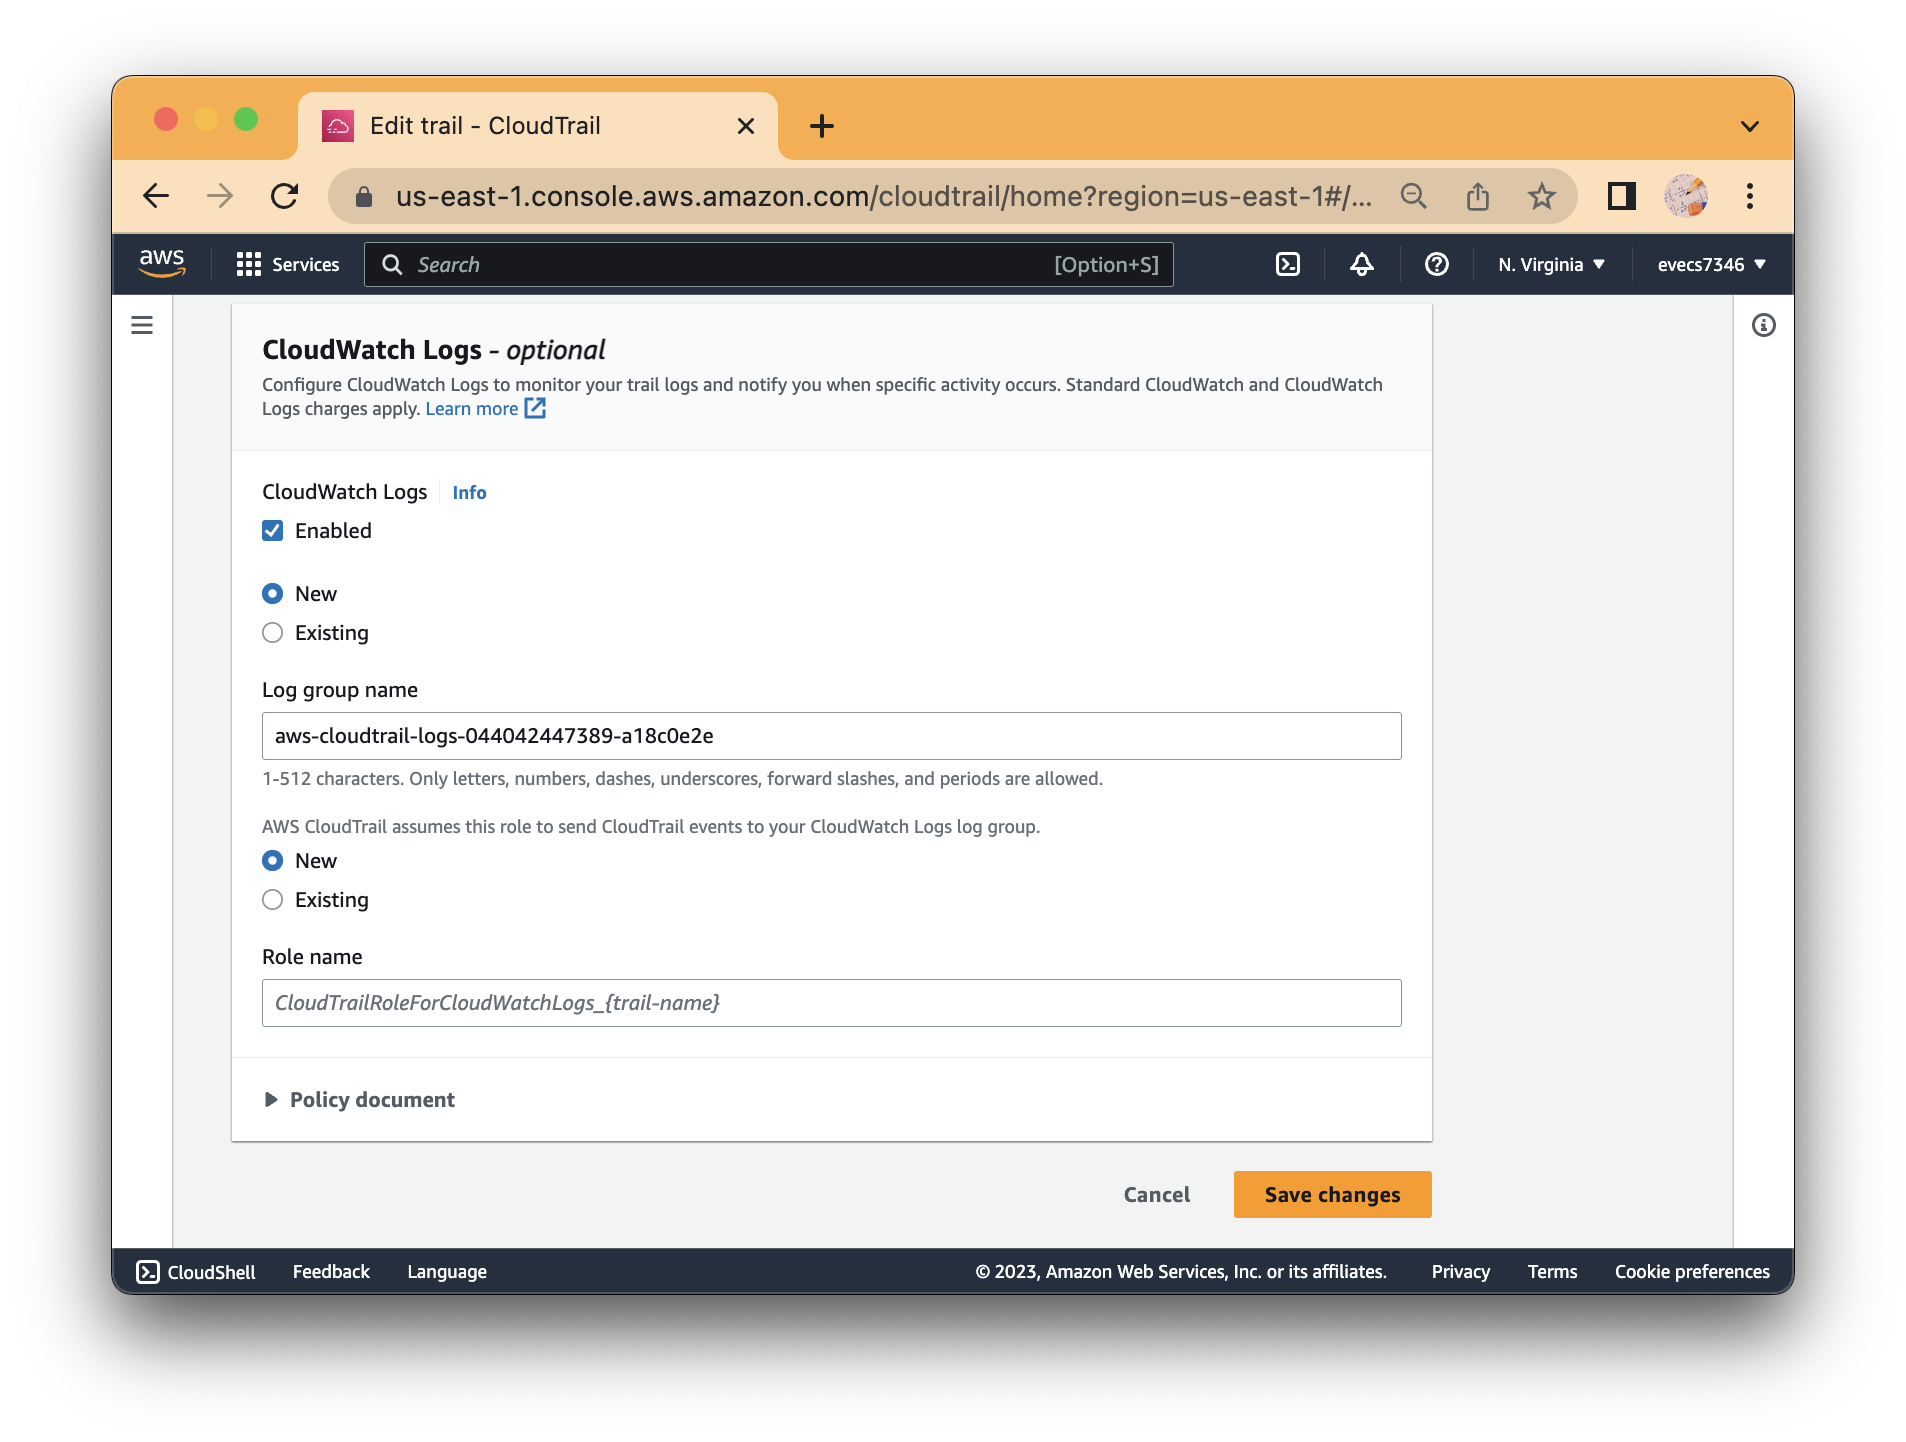 Edit trail - CloudTrail
us-east-1.console.aws.amazon.com/cloudtrail/home?region=us-east-1#/...
aws Services Search [Option+S] N. Virginia evecs7346
CloudWatch Logs - optional
Configure CloudWatch Logs to monitor your trail logs and notify you when specific activity occurs. Standard CloudWatch and CloudWatch
Logs charges apply. Learn more
CloudWatch Logs Info
Enabled
New
Existing
Log group name
aws-cloudtrail-logs-044042447389-a18c0e2e
1-512 characters. Only letters, numbers, dashes, underscores, forward slashes, and periods are allowed.
AWS CloudTrail assumes this role to send CloudTrail events to your CloudWatch Logs log group.
New
Existing
Role name
CloudTrailRoleForCloudWatchLogs_{trail-name}
Policy document
Cancel Save changes
CloudShell Feedback Language © 2023, Amazon Web Services, Inc. or its affiliates. Privacy Terms Cookie preferences